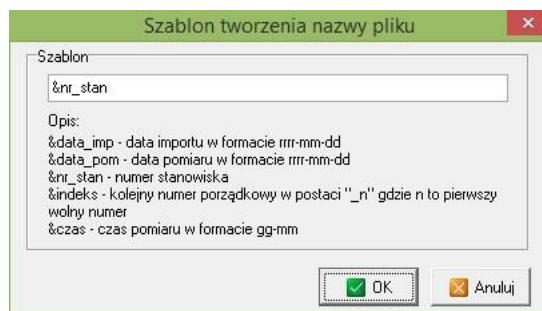 Szablon tworzenia nazwy pliku
Szablon
&nr_stan
Opis:
&data_imp - data importu w formacie rrrr-mm-dd
&data_pom - data pomiaru w formacie rrrr-mm-dd
&nr_stan - numer stanowiska
&indeks - kolejny numer porządkowy w postaci "_n" gdzie n to pierwszy
wolny numer
&czas - czas pomiaru w formacie gg-mm
OK Anuluj